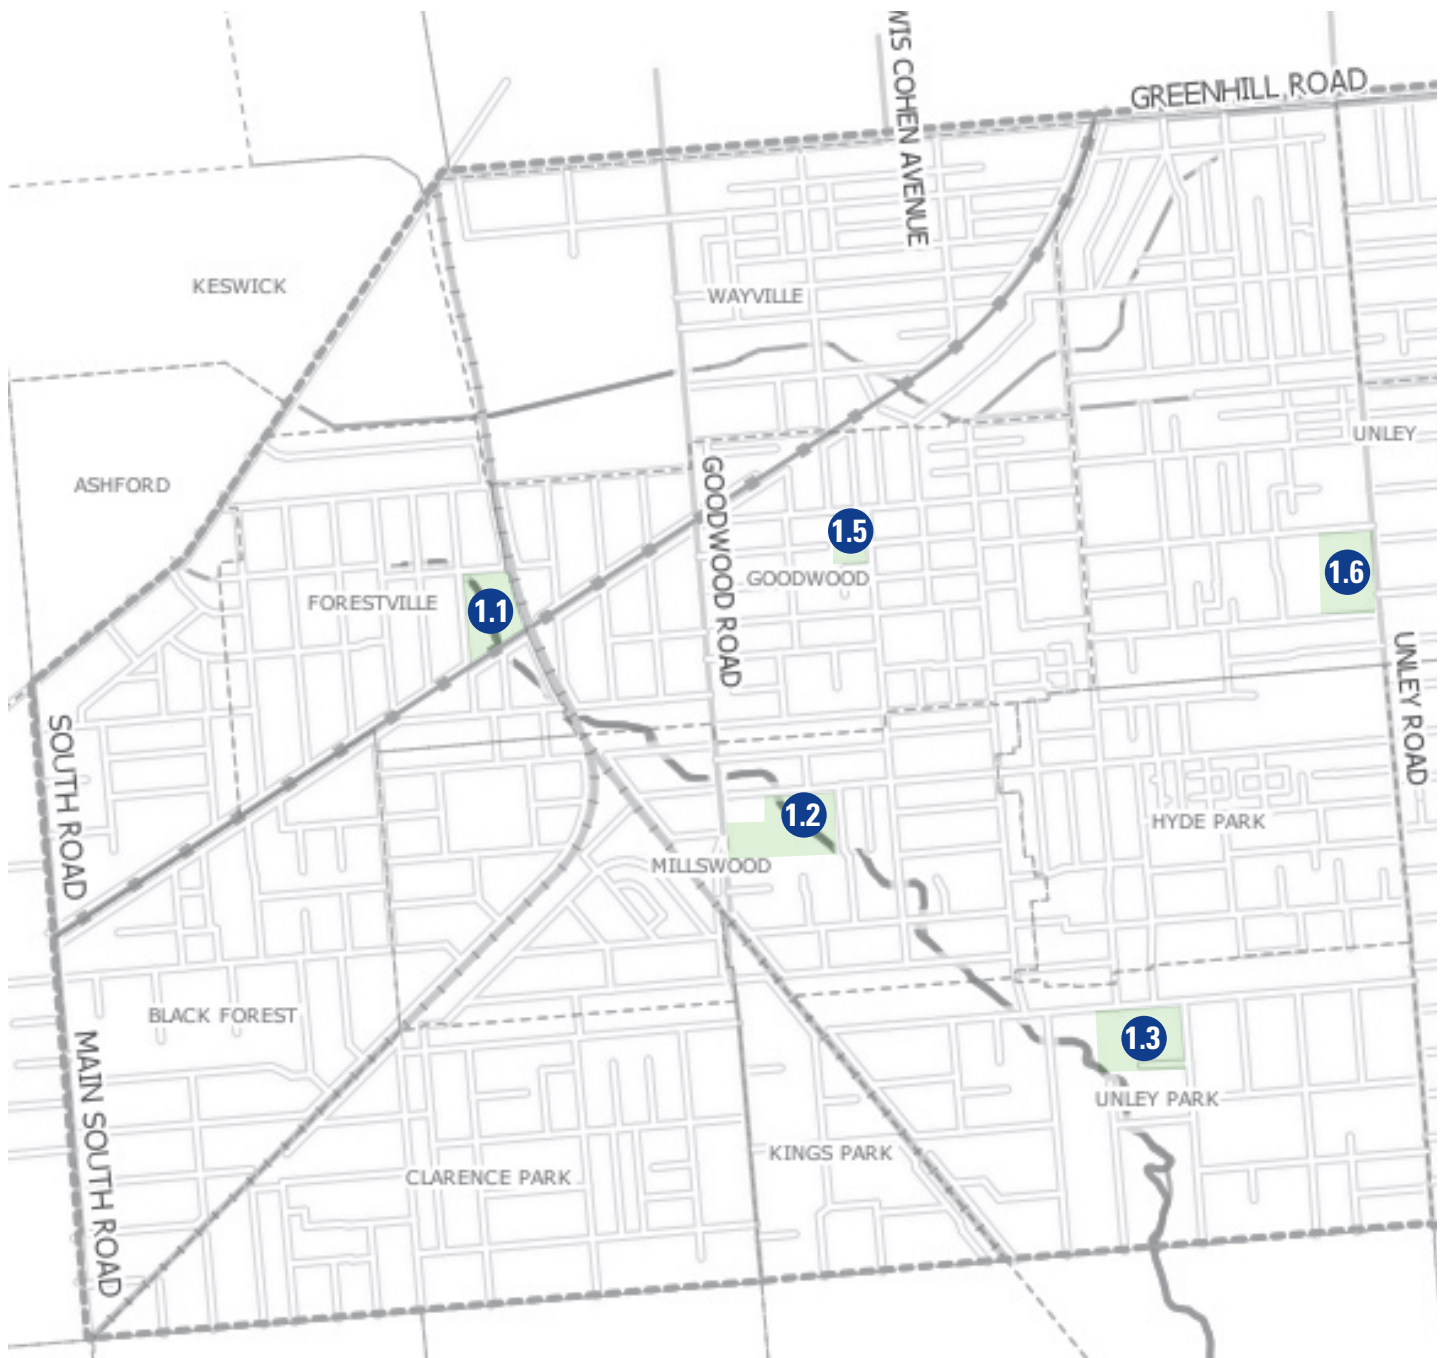 WIS COHEN AVENUE
GREENHILL ROAD
KESWICK
WAYVILLE
UNLEY
ASHFORD
GOODWOOD ROAD
1.5
GOODWOOD
1.6
FORESTVILLE
1.1
UNLEY ROAD
SOUTH ROAD
1.2
HYDE PARK
MILLSWOOD
BLACK FOREST
1.3
MAIN SOUTH ROAD
UNLEY PARK
KINGS PARK
CLARENCE PARK